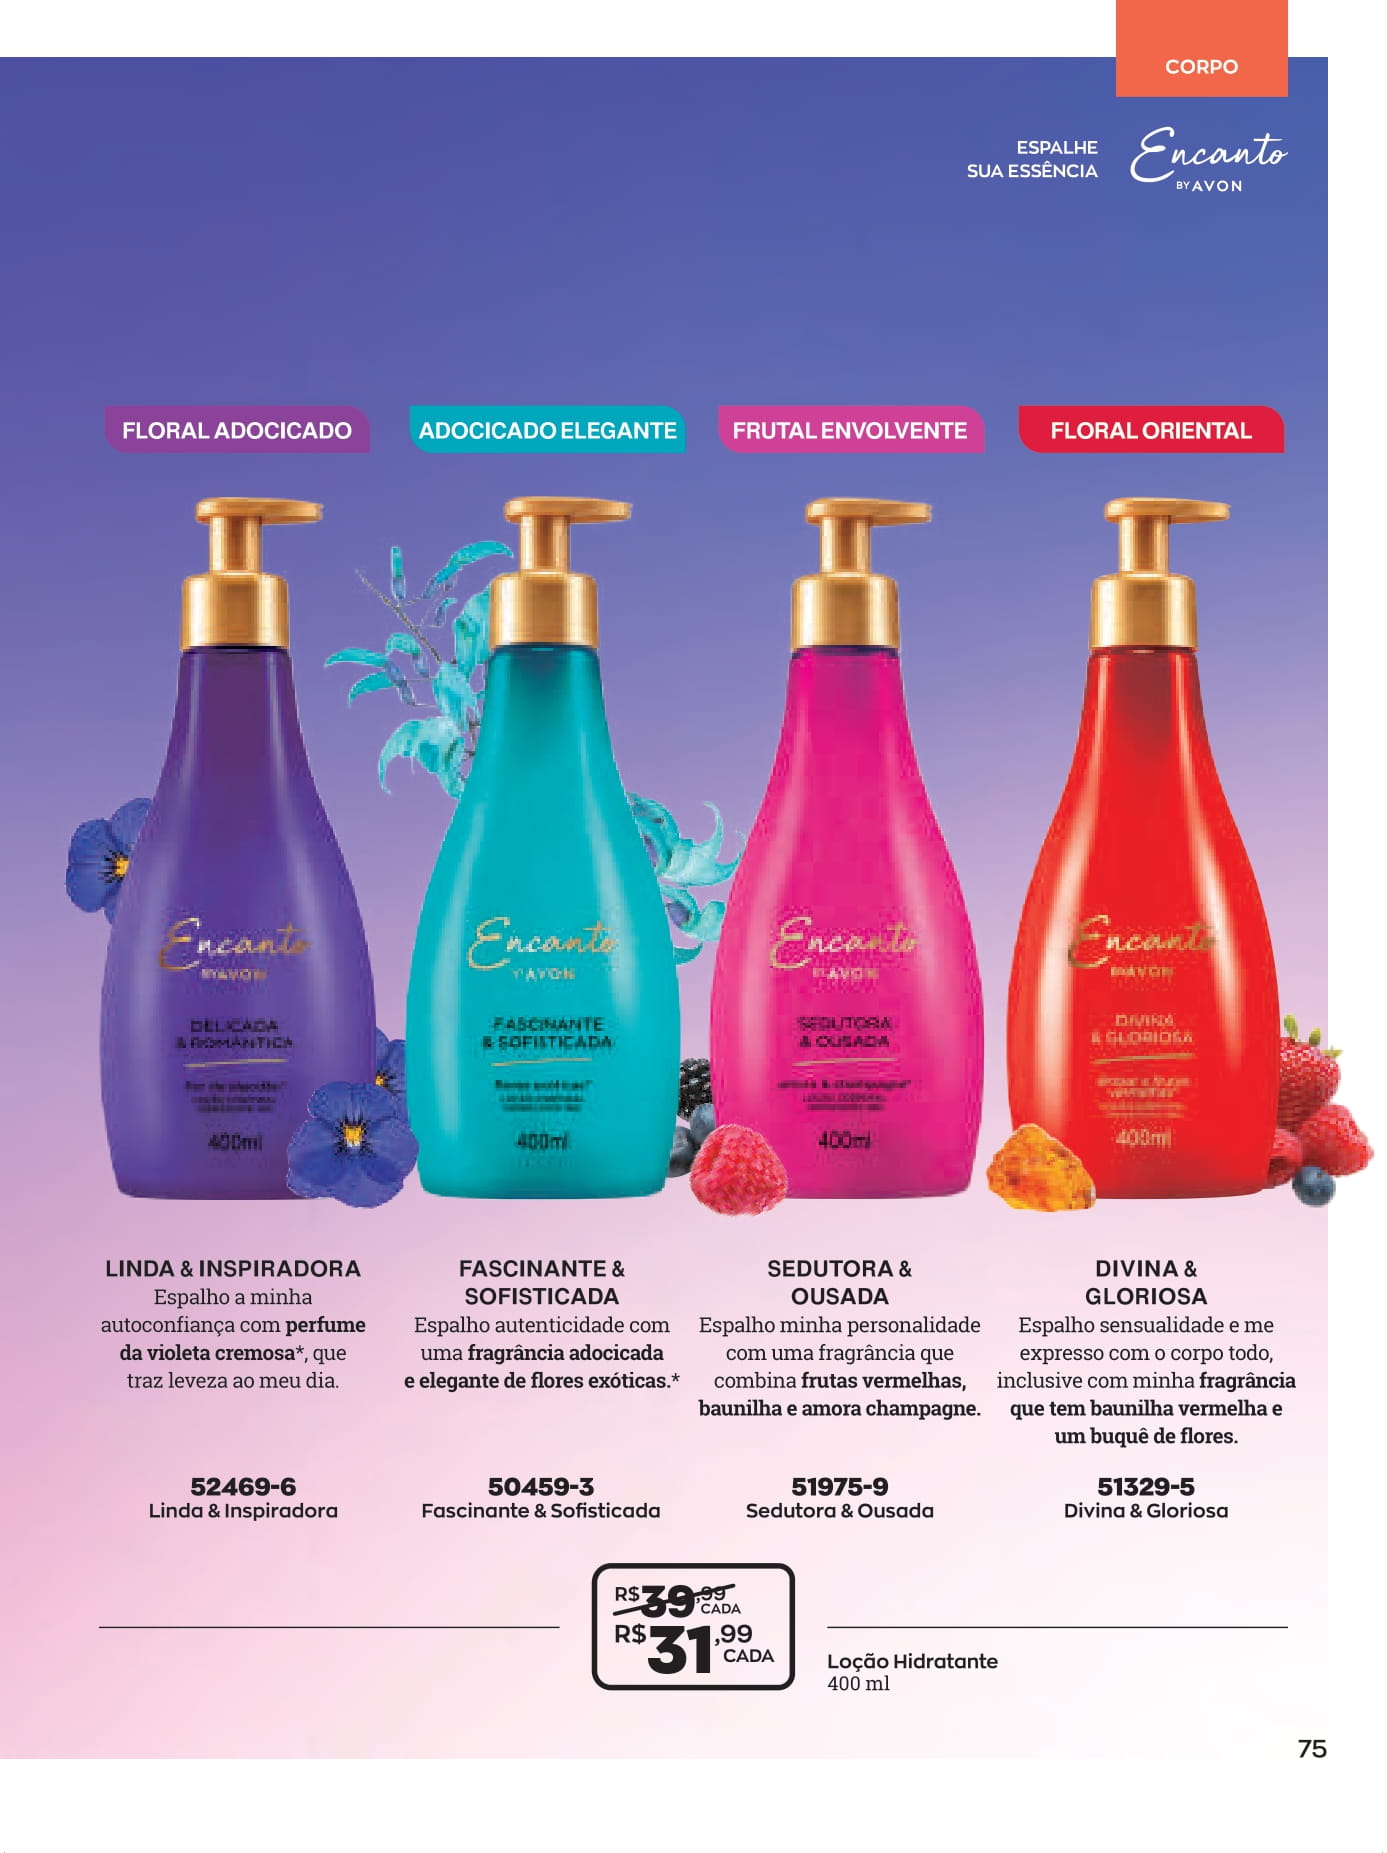 CORPO
ESPALHE
SUA ESSÊNCIA
Encanto
BY AVON
FLORAL ADOCICADO
ADOCICADO ELEGANTE
FRUTAL ENVOLVENTE
FLORAL ORIENTAL
Encanto
BY AVON
DELICADA
& ROMÂNTICA
400ml
Encanto
BY AVON
FASCINANTE
& SOFISTICADA
flores exóticas*
400ml
Encanto
BY AVON
SEDUTORA
& OUSADA
400ml
Encanto
BY AVON
DIVINA
& GLORIOSA
400ml
LINDA & INSPIRADORA
Espalho a minha
autoconfiança com perfume
da violeta cremosa*, que
traz leveza ao meu dia.
FASCINANTE &
SOFISTICADA
Espalho autenticidade com
uma fragrância adocicada
e elegante de flores exóticas.*
SEDUTORA &
OUSADA
Espalho minha personalidade
com uma fragrância que
combina frutas vermelhas,
baunilha e amora champagne.
DIVINA &
GLORIOSA
Espalho sensualidade e me
expresso com o corpo todo,
inclusive com minha fragrância
que tem baunilha vermelha e
um buquê de flores.
52469-6
Linda & Inspiradora
50459-3
Fascinante & Sofisticada
51975-9
Sedutora & Ousada
51329-5
Divina & Gloriosa
R$39,99
CADA
R$31,99
CADA
Loção Hidratante
400 ml
75